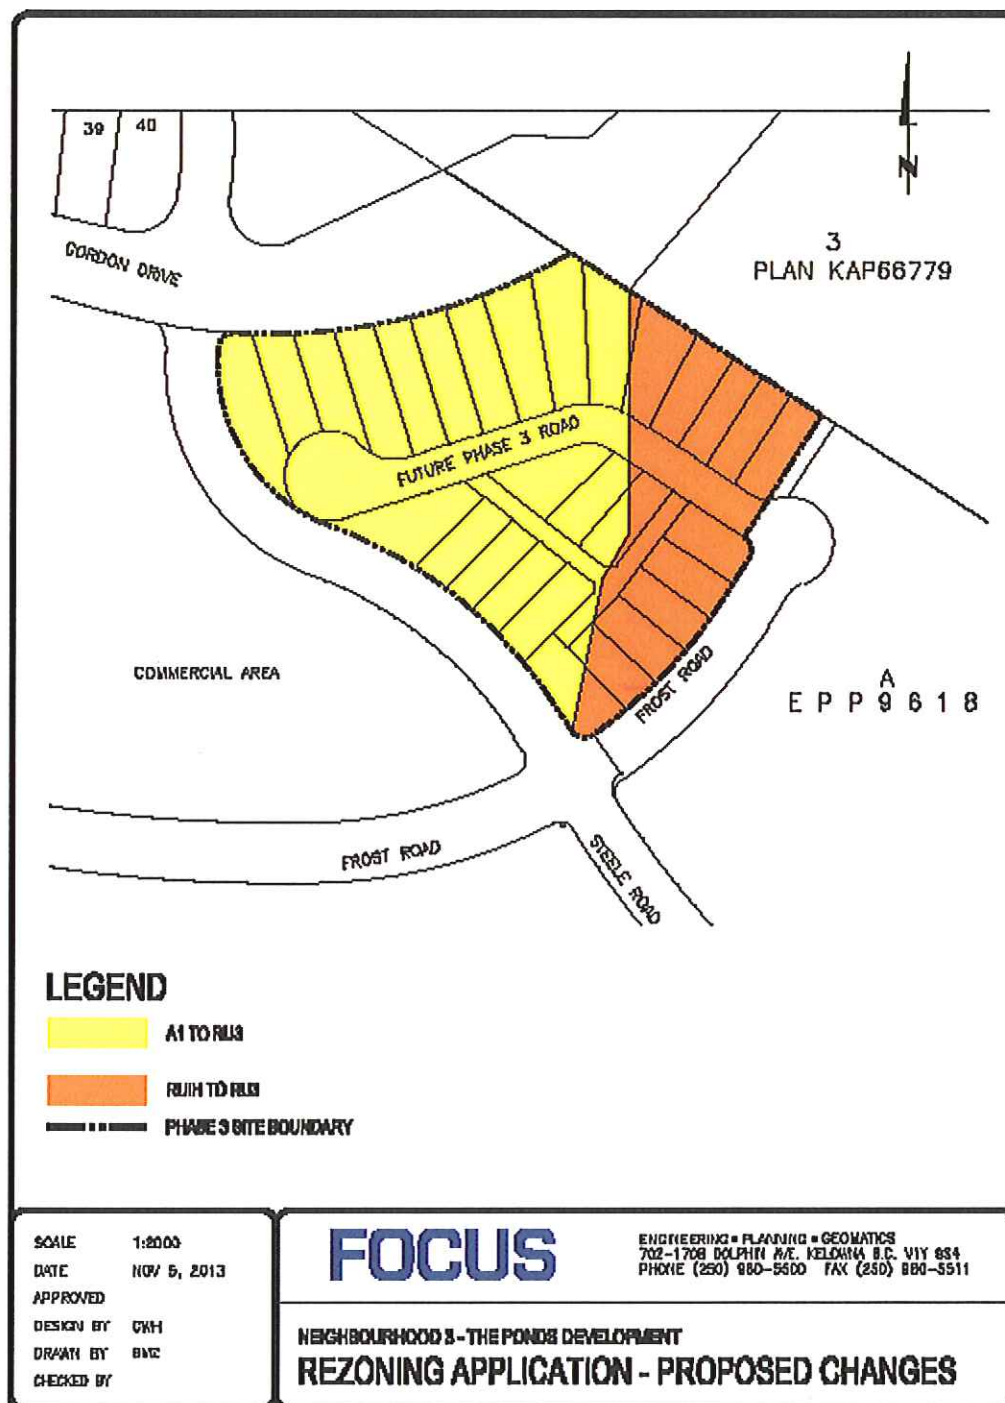 39 40
N
GORDON DRIVE
3
PLAN KAP66779
FUTURE PHASE 3 ROAD
COMMERCIAL AREA
FROST ROAD
A
EPP9618
FROST ROAD
STEELE ROAD
LEGEND
A1 TO RU3
RU1H TO RU3
PHASE 3 SITE BOUNDARY
SCALE 1:2000
DATE NOV 5, 2013
APPROVED
DESIGN BY
DRAWN BY
CHECKED BY
FOCUS
ENGINEERING • PLANNING • GEOMATICS
702-1708 DOLPHIN AVE. KELOWNA B.C. V1Y 9S4
PHONE (250) 980-5500 FAX (250) 980-5511
NEIGHBOURHOOD 3 - THE PONDS DEVELOPMENT
REZONING APPLICATION - PROPOSED CHANGES